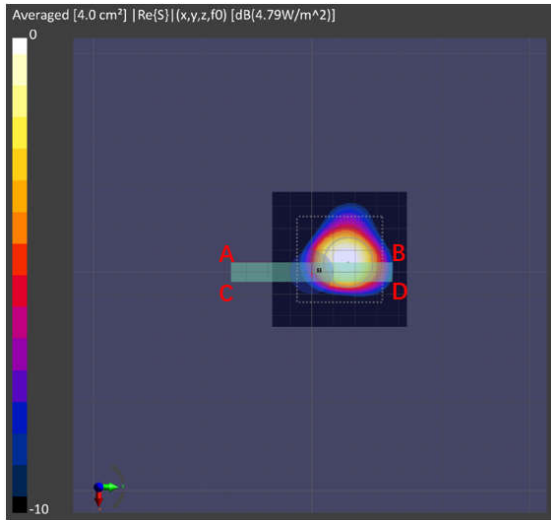 Averaged [4.0 cm²] |Re{S}|(x,y,z,f0) [dB(4.79W/m^2)]
0
A B
C D
-10